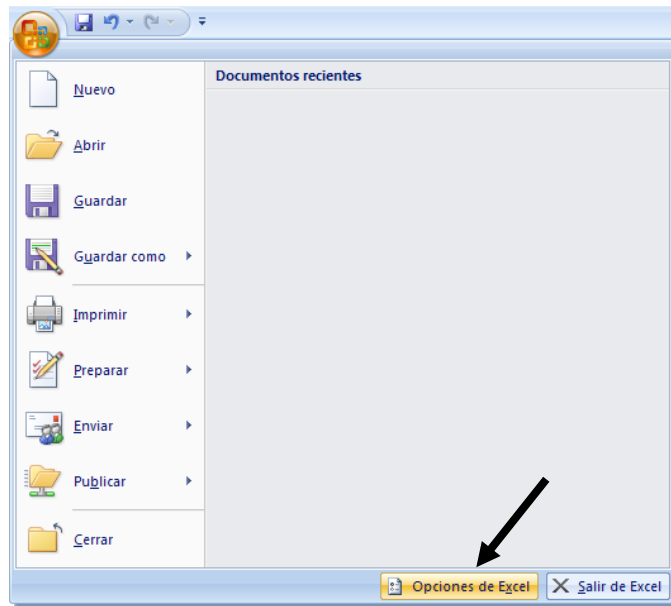 Documentos recientes
Nuevo
Abrir
Guardar
Guardar como
Imprimir
Preparar
Enviar
Publicar
Cerrar
Opciones de Excel
Salir de Excel